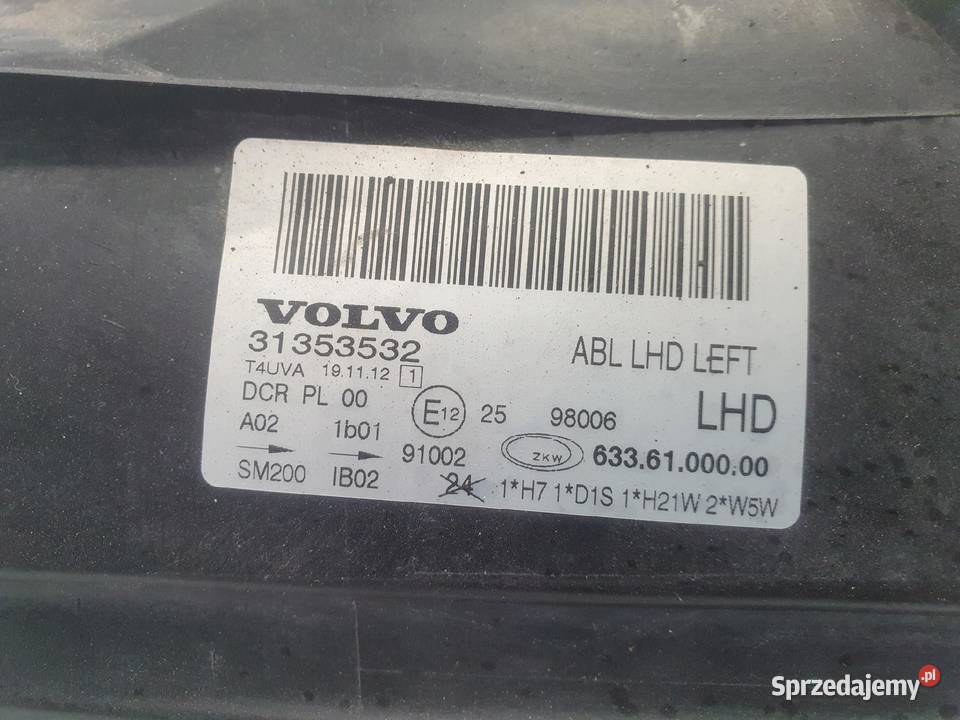 VOLVO
31353532
ABL LHD LEFT
T4UVA 19.11.12 1
DCR PL 00
E12 25 98006 LHD
A02 1b01
91002 ZKW 633.61.000.00
SM200 IB02
24 1*H7 1*D1S 1*H21W 2*W5W
Sprzedajemy.pl